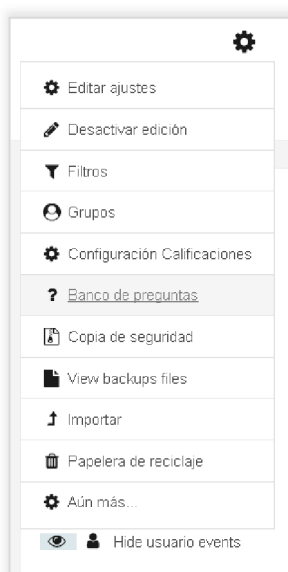 Editar ajustes
Desactivar edición
Filtros
Grupos
Configuración Calificaciones
? Banco de preguntas
Copia de seguridad
View backups files
Importar
Papelera de reciclaje
Aún más...
Hide usuario events